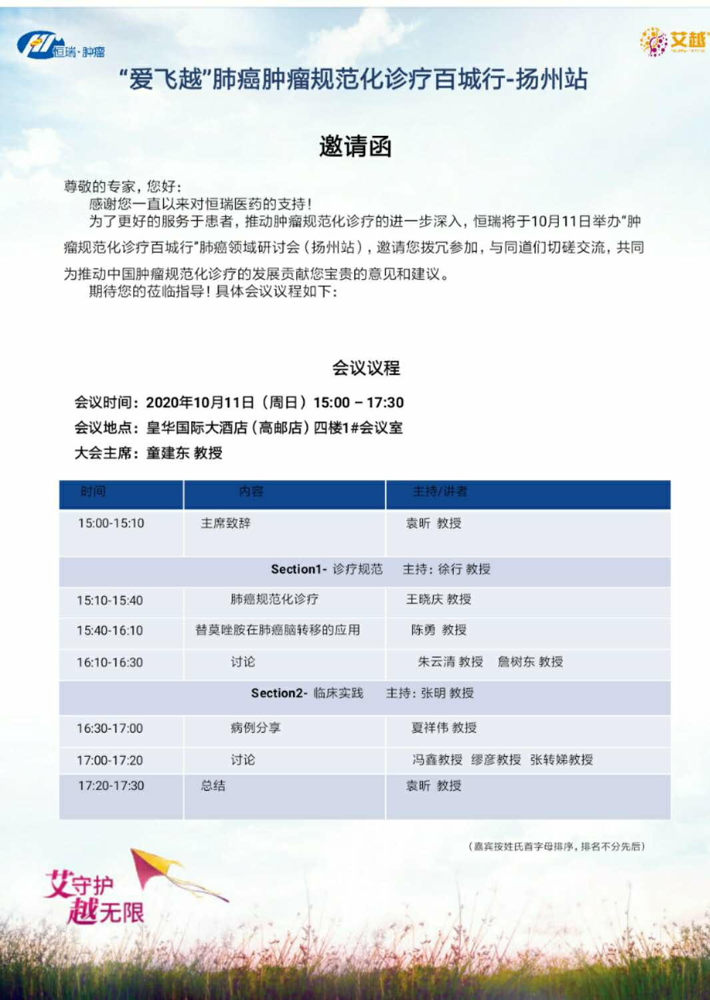 恒瑞·肿瘤
艾越
“爱飞越”肺癌肿瘤规范化诊疗百城行-扬州站
邀请函
尊敬的专家，您好：
感谢您一直以来对恒瑞医药的支持！
为了更好的服务于患者，推动肿瘤规范化诊疗的进一步深入，恒瑞将于10月11日举办“肿
瘤规范化诊疗百城行”肺癌领域研讨会（扬州站），邀请您拨冗参加，与同道们切磋交流，共同
为推动中国肿瘤规范化诊疗的发展贡献您宝贵的意见和建议。
期待您的莅临指导！具体会议议程如下：
会议议程
会议时间：2020年10月11日（周日）15:00 – 17:30
会议地点：皇华国际大酒店（高邮店）四楼1#会议室
大会主席：童建东 教授
时间 内容 主持/讲者
15:00-15:10 主席致辞 袁昕 教授
Section1- 诊疗规范 主持：徐行 教授
15:10-15:40 肺癌规范化诊疗 王晓庆 教授
15:40-16:10 替莫唑胺在肺癌脑转移的应用 陈勇 教授
16:10-16:30 讨论 朱云清 教授 詹树东 教授
Section2- 临床实践 主持：张明 教授
16:30-17:00 病例分享 夏祥伟 教授
17:00-17:20 讨论 冯鑫教授 缪彦教授 张转娣教授
17:20-17:30 总结 袁昕 教授
（嘉宾按姓氏首字母排序，排名不分先后）
艾守护
越无限